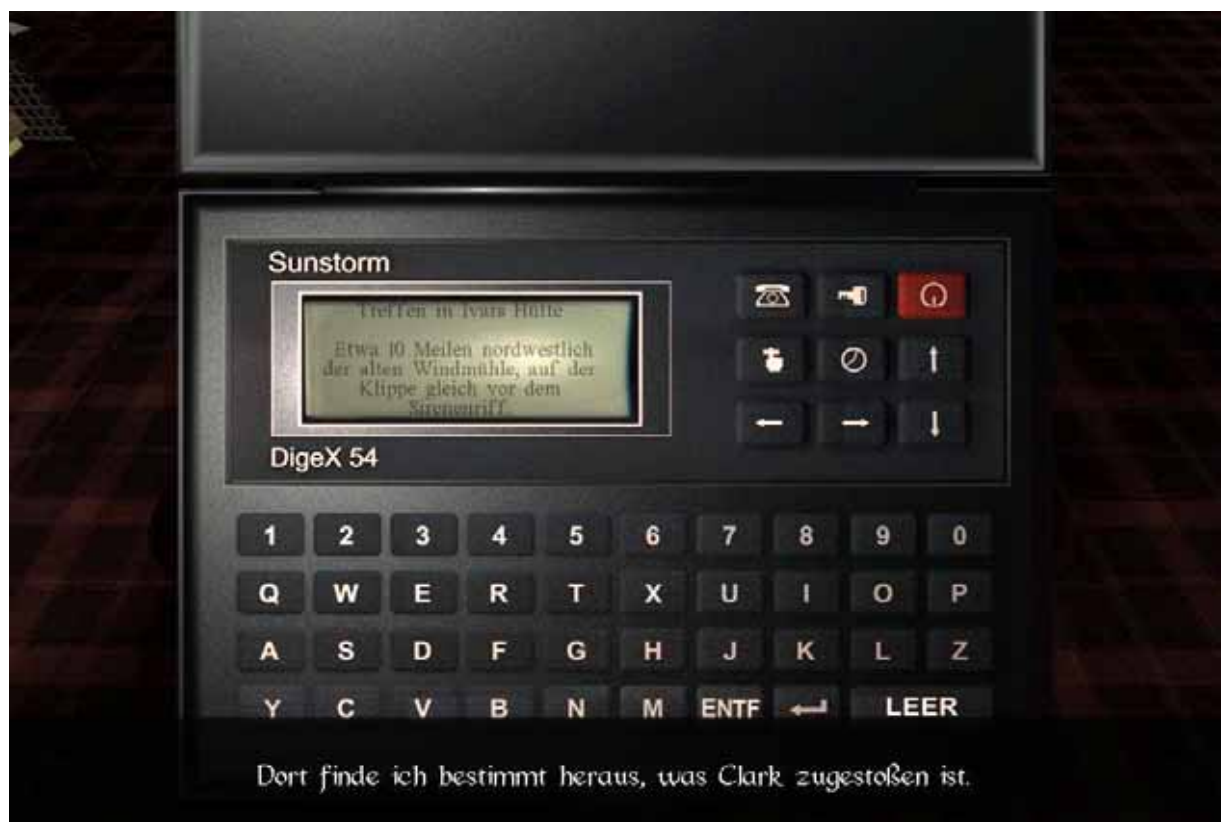 Sunstorm
Treffen in Ivars Hütte
Etwa 10 Meilen nordwestlich
der alten Windmühle, auf der
Klippe gleich vor dem
Sirenenriff.
DigeX 54
1 2 3 4 5 6 7 8 9 0
Q W E R T X U I O P
A S D F G H J K L Z
Y C V B N M ENTF LEER
Dort finde ich bestimmt heraus, was Clark zugestoßen ist.